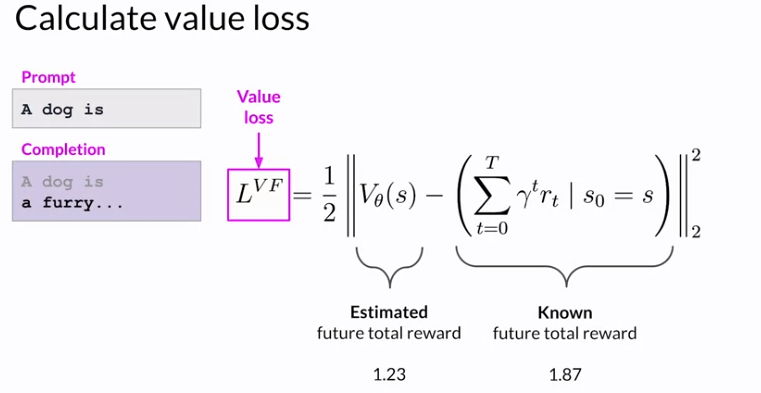 Calculate value loss
Prompt
A dog is
Completion
A dog is
a furry...
Value
loss
L^{VF} = \frac{1}{2} \left\| V_\theta(s) - \left( \sum_{t=0}^{T} \gamma^t r_t \mid s_0 = s \right) \right\|_2^2
Estimated
future total reward
Known
future total reward
1.23
1.87